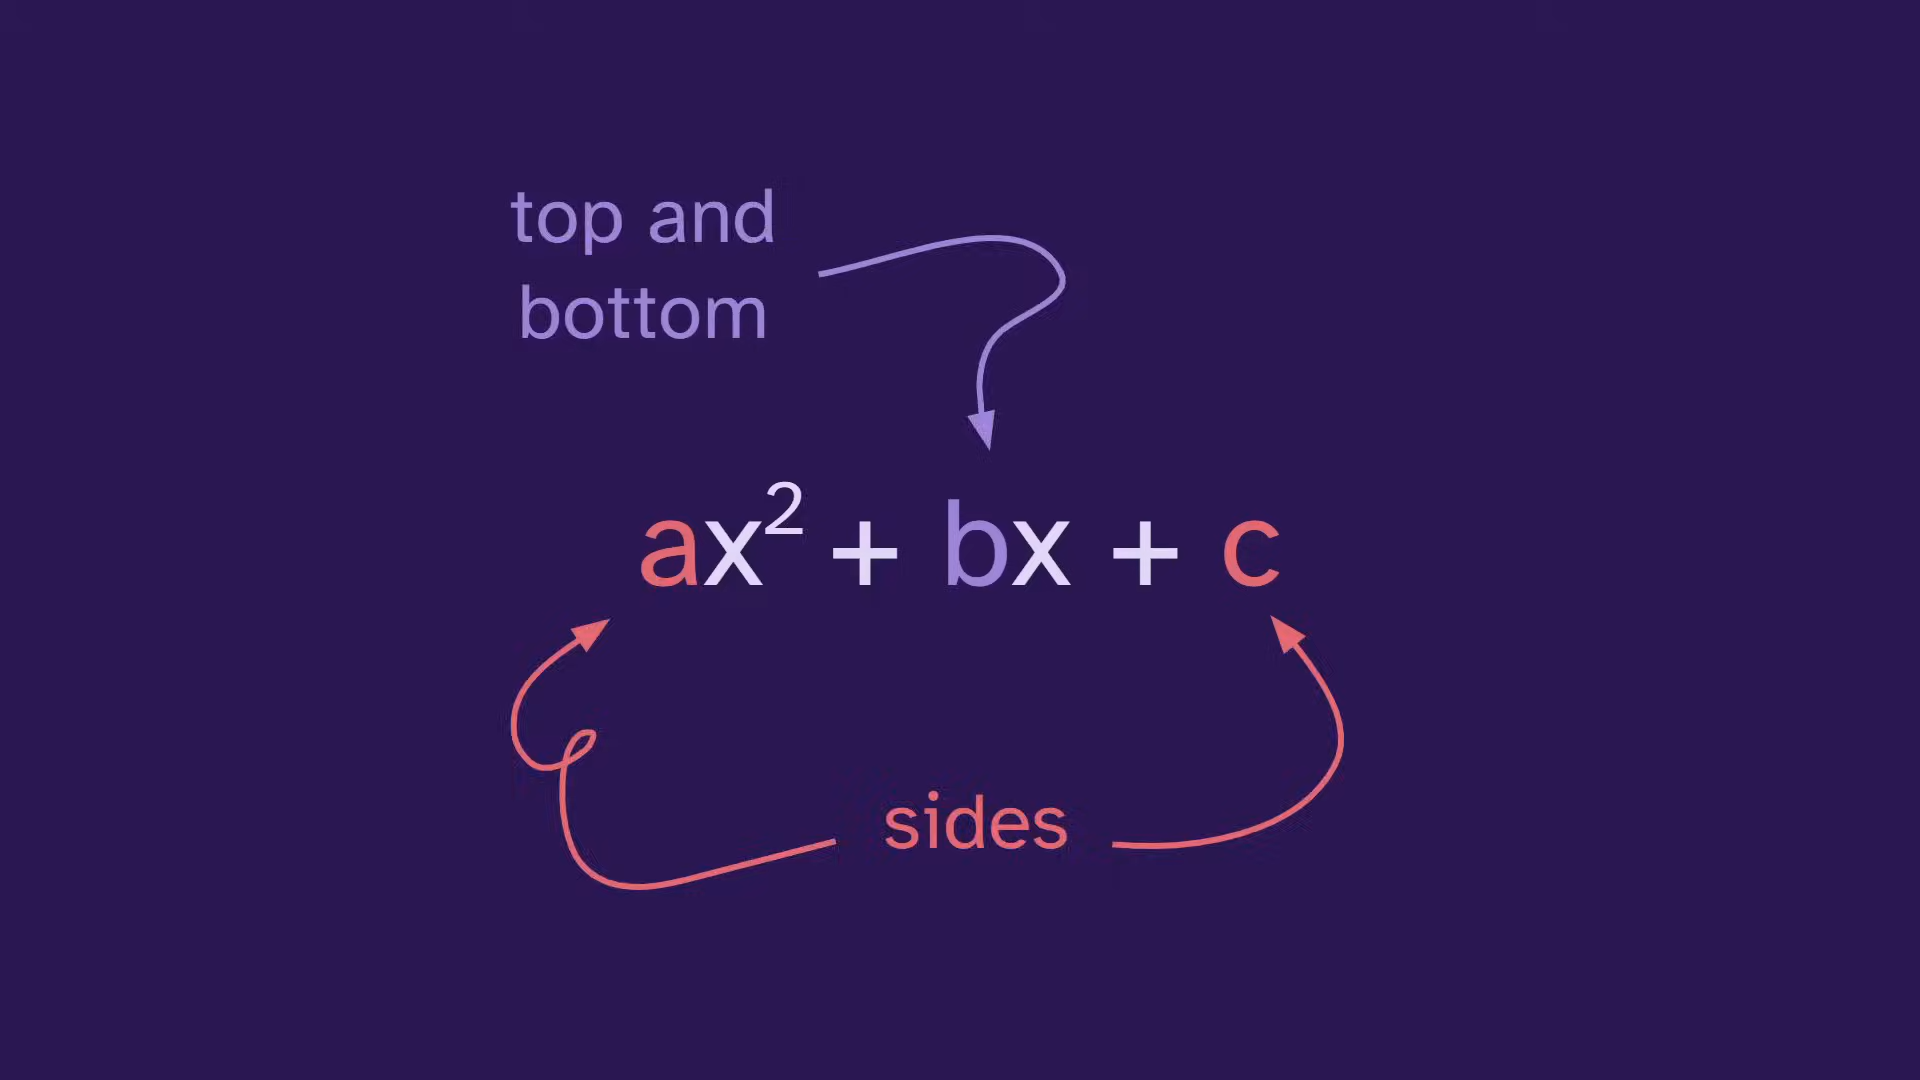 top and
bottom
ax² + bx + c
sides